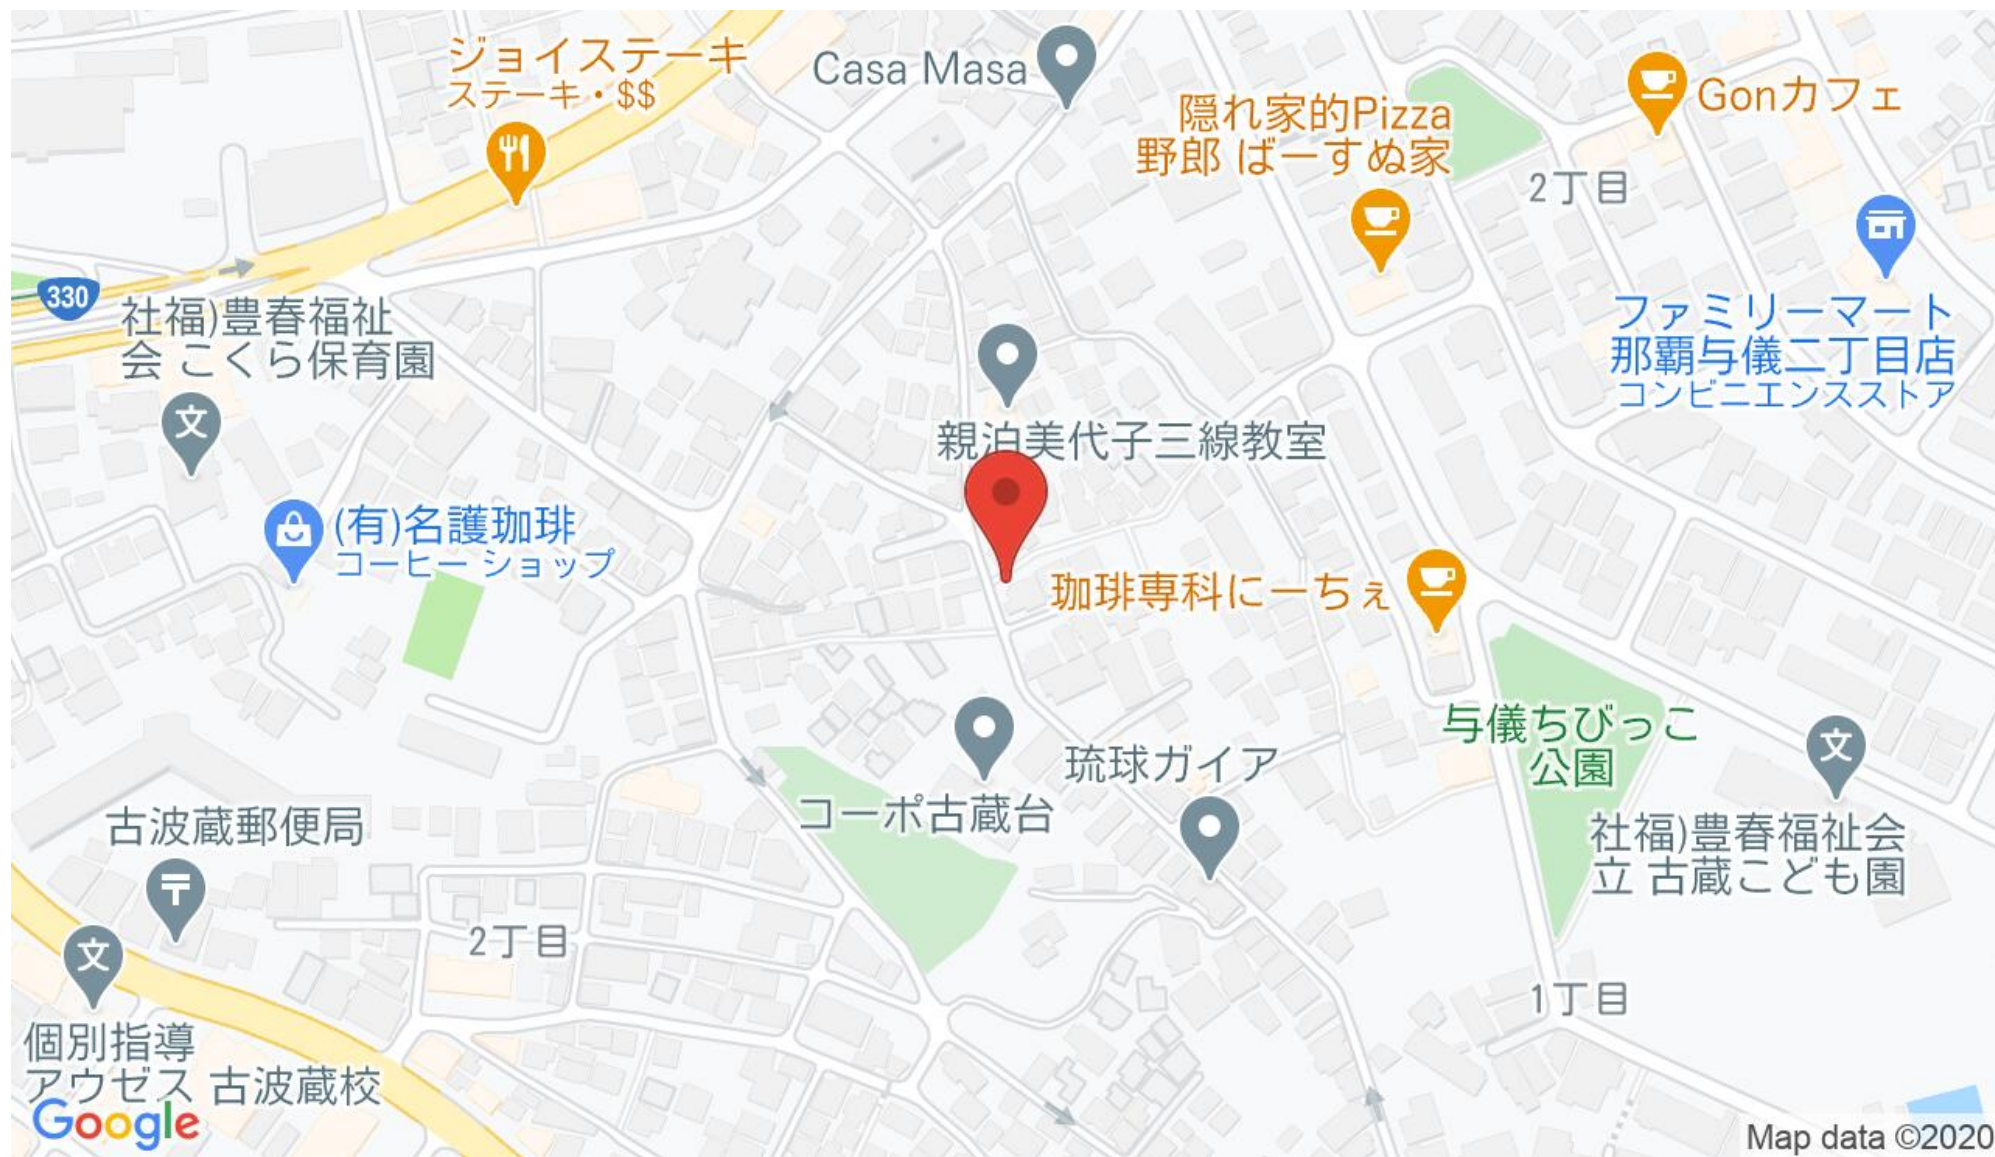 ジョイステーキ
ステーキ・$$
Casa Masa
隠れ家的Pizza
野郎 ばーすぬ家
Gonカフェ
2丁目
330
社福)豊春福祉
会 こくら保育園
文
ファミリーマート
那覇与儀二丁目店
コンビニエンスストア
親泊美代子三線教室
(有)名護珈琲
コーヒー ショップ
珈琲専科にーちぇ
与儀ちびっこ
公園
琉球ガイア
コーポ古蔵台
文
社福)豊春福祉会
立 古蔵こども園
古波蔵郵便局
〒
2丁目
文
個別指導
アウゼス 古波蔵校
1丁目
Google
Map data ©2020